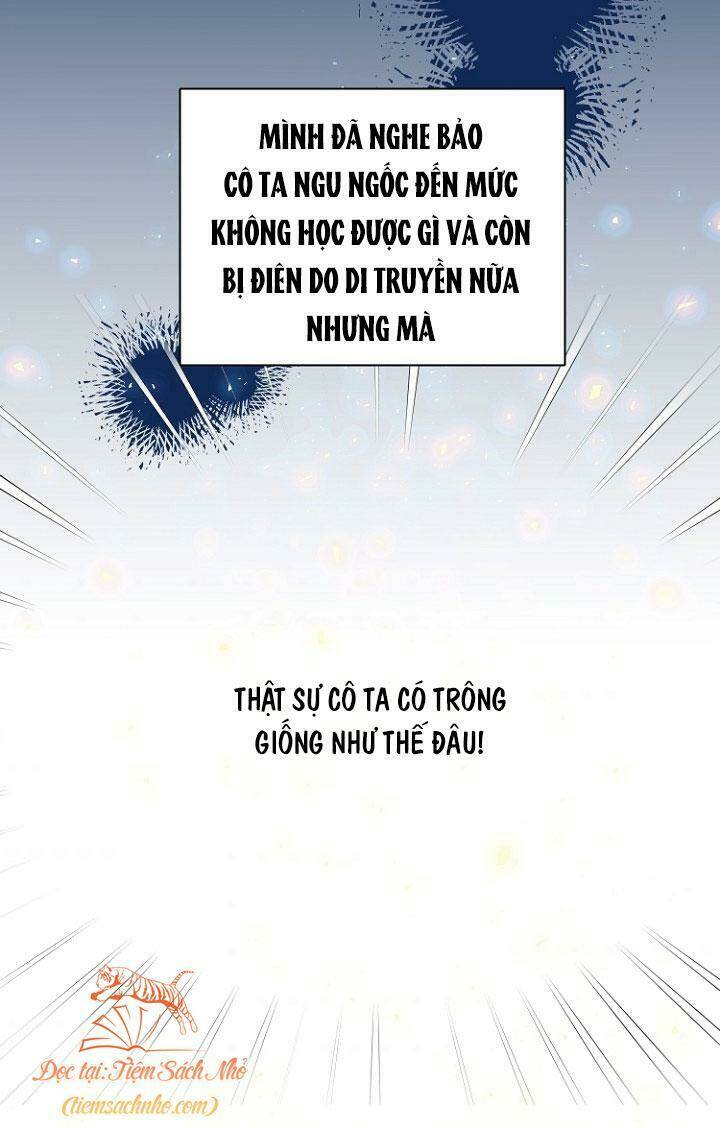 MÌNH ĐÃ NGHE BẢO
CÔ TA NGU NGỐC ĐẾN MỨC
KHÔNG HỌC ĐƯỢC GÌ VÀ CÒN
BỊ ĐIÊN DO DI TRUYỀN NỮA
NHƯNG MÀ
THẬT SỰ CÔ TA CÓ TRÔNG
GIỐNG NHƯ THẾ ĐÂU!
Đọc tại: Tiệm Sách Nhỏ
(tiemsachnho.com)